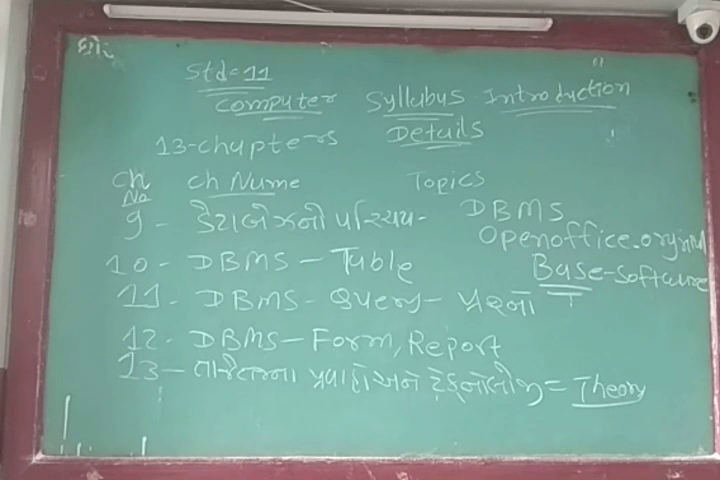 ૐ
Std-11
Computer Syllabus Introduction
13-chapters Details
Ch No Ch Name Topics
9 - ડેટાબેઝનો પરિચય - DBMS
Openoffice.org
Base-software
10 - DBMS - Table
11 - DBMS - Query - પ્રશ્નો
12 - DBMS - Form, Report
13 - તાજેતરના પ્રવાહો અને ટેકનોલોજી = Theory